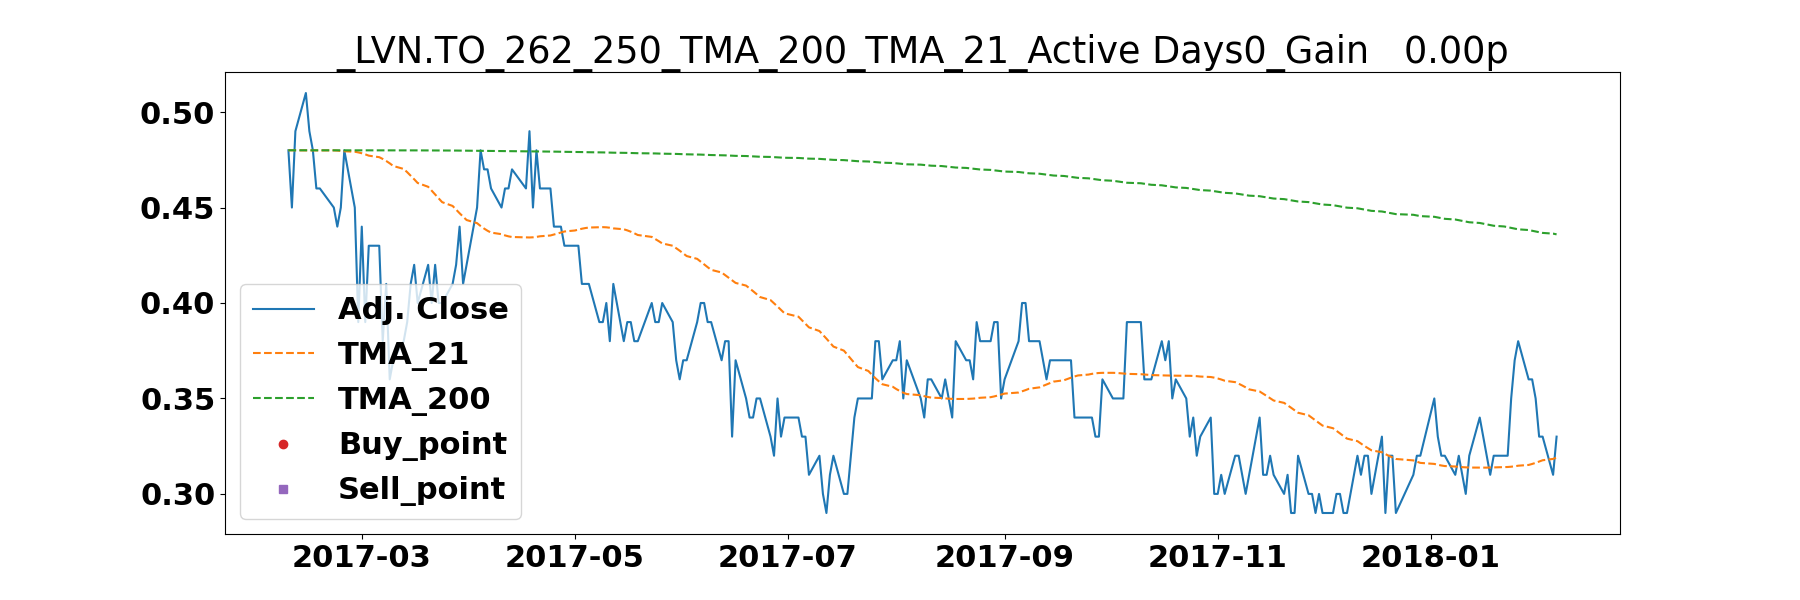 _LVN.TO_262_250_TMA_200_TMA_21_Active Days0_Gain   0.00p
0.50
0.45
0.40
0.35
0.30
Adj. Close
TMA_21
TMA_200
Buy_point
Sell_point
2017-03 2017-05 2017-07 2017-09 2017-11 2018-01